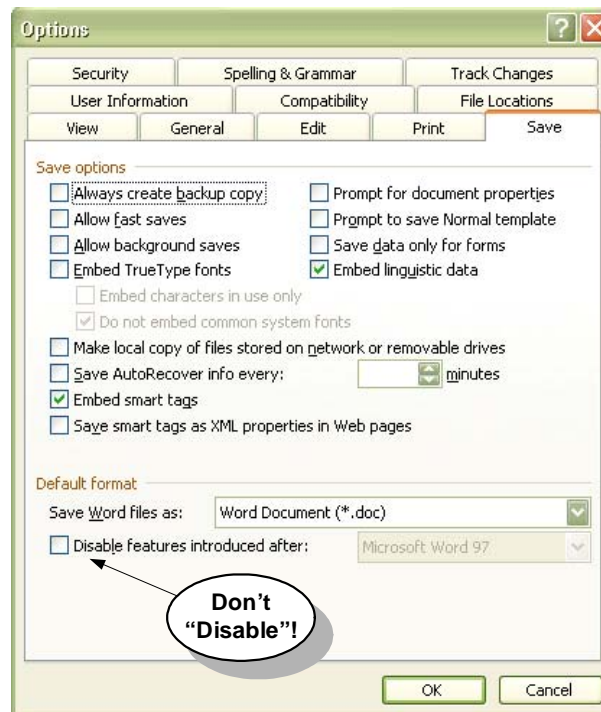 Options
Security Spelling & Grammar Track Changes
User Information Compatibility File Locations
View General Edit Print Save
Save options
Always create backup copy Prompt for document properties
Allow fast saves Prompt to save Normal template
Allow background saves Save data only for forms
Embed TrueType fonts Embed linguistic data
Embed characters in use only
Do not embed common system fonts
Make local copy of files stored on network or removable drives
Save AutoRecover info every: minutes
Embed smart tags
Save smart tags as XML properties in Web pages
Default format
Save Word files as: Word Document (*.doc)
Disable features introduced after: Microsoft Word 97
Don’t
“Disable”!
OK Cancel